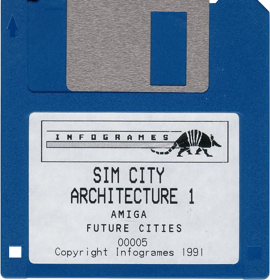 INFOGRAMES
SIM CITY
ARCHITECTURE 1
AMIGA
FUTURE CITIES
00005
Copyright Infogrames 1991